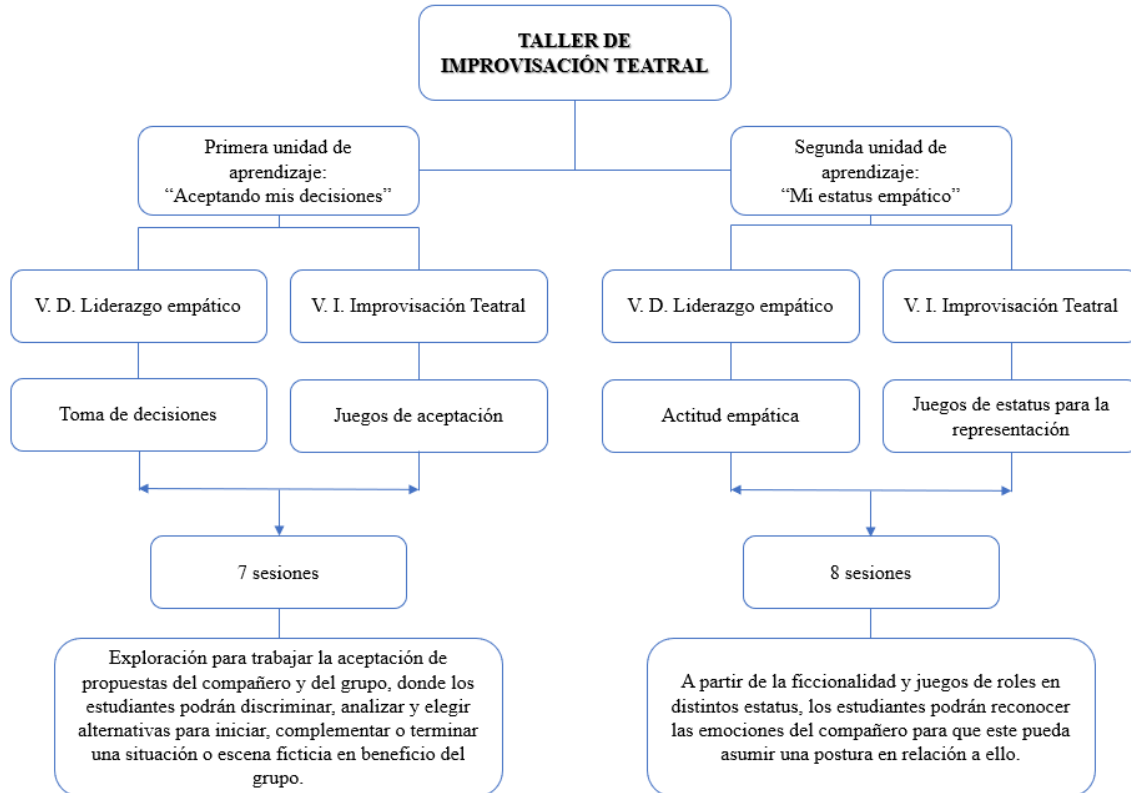 TALLER DE
IMPROVISACIÓN TEATRAL
Primera unidad de
aprendizaje:
“Aceptando mis decisiones”
Segunda unidad de
aprendizaje:
“Mi estatus empático”
V. D. Liderazgo empático
V. I. Improvisación Teatral
V. D. Liderazgo empático
V. I. Improvisación Teatral
Toma de decisiones
Juegos de aceptación
Actitud empática
Juegos de estatus para la
representación
7 sesiones
8 sesiones
Exploración para trabajar la aceptación de
propuestas del compañero y del grupo, donde los
estudiantes podrán discriminar, analizar y elegir
alternativas para iniciar, complementar o terminar
una situación o escena ficticia en beneficio del
grupo.
A partir de la ficcionalidad y juegos de roles en
distintos estatus, los estudiantes podrán reconocer
las emociones del compañero para que este pueda
asumir una postura en relación a ello.